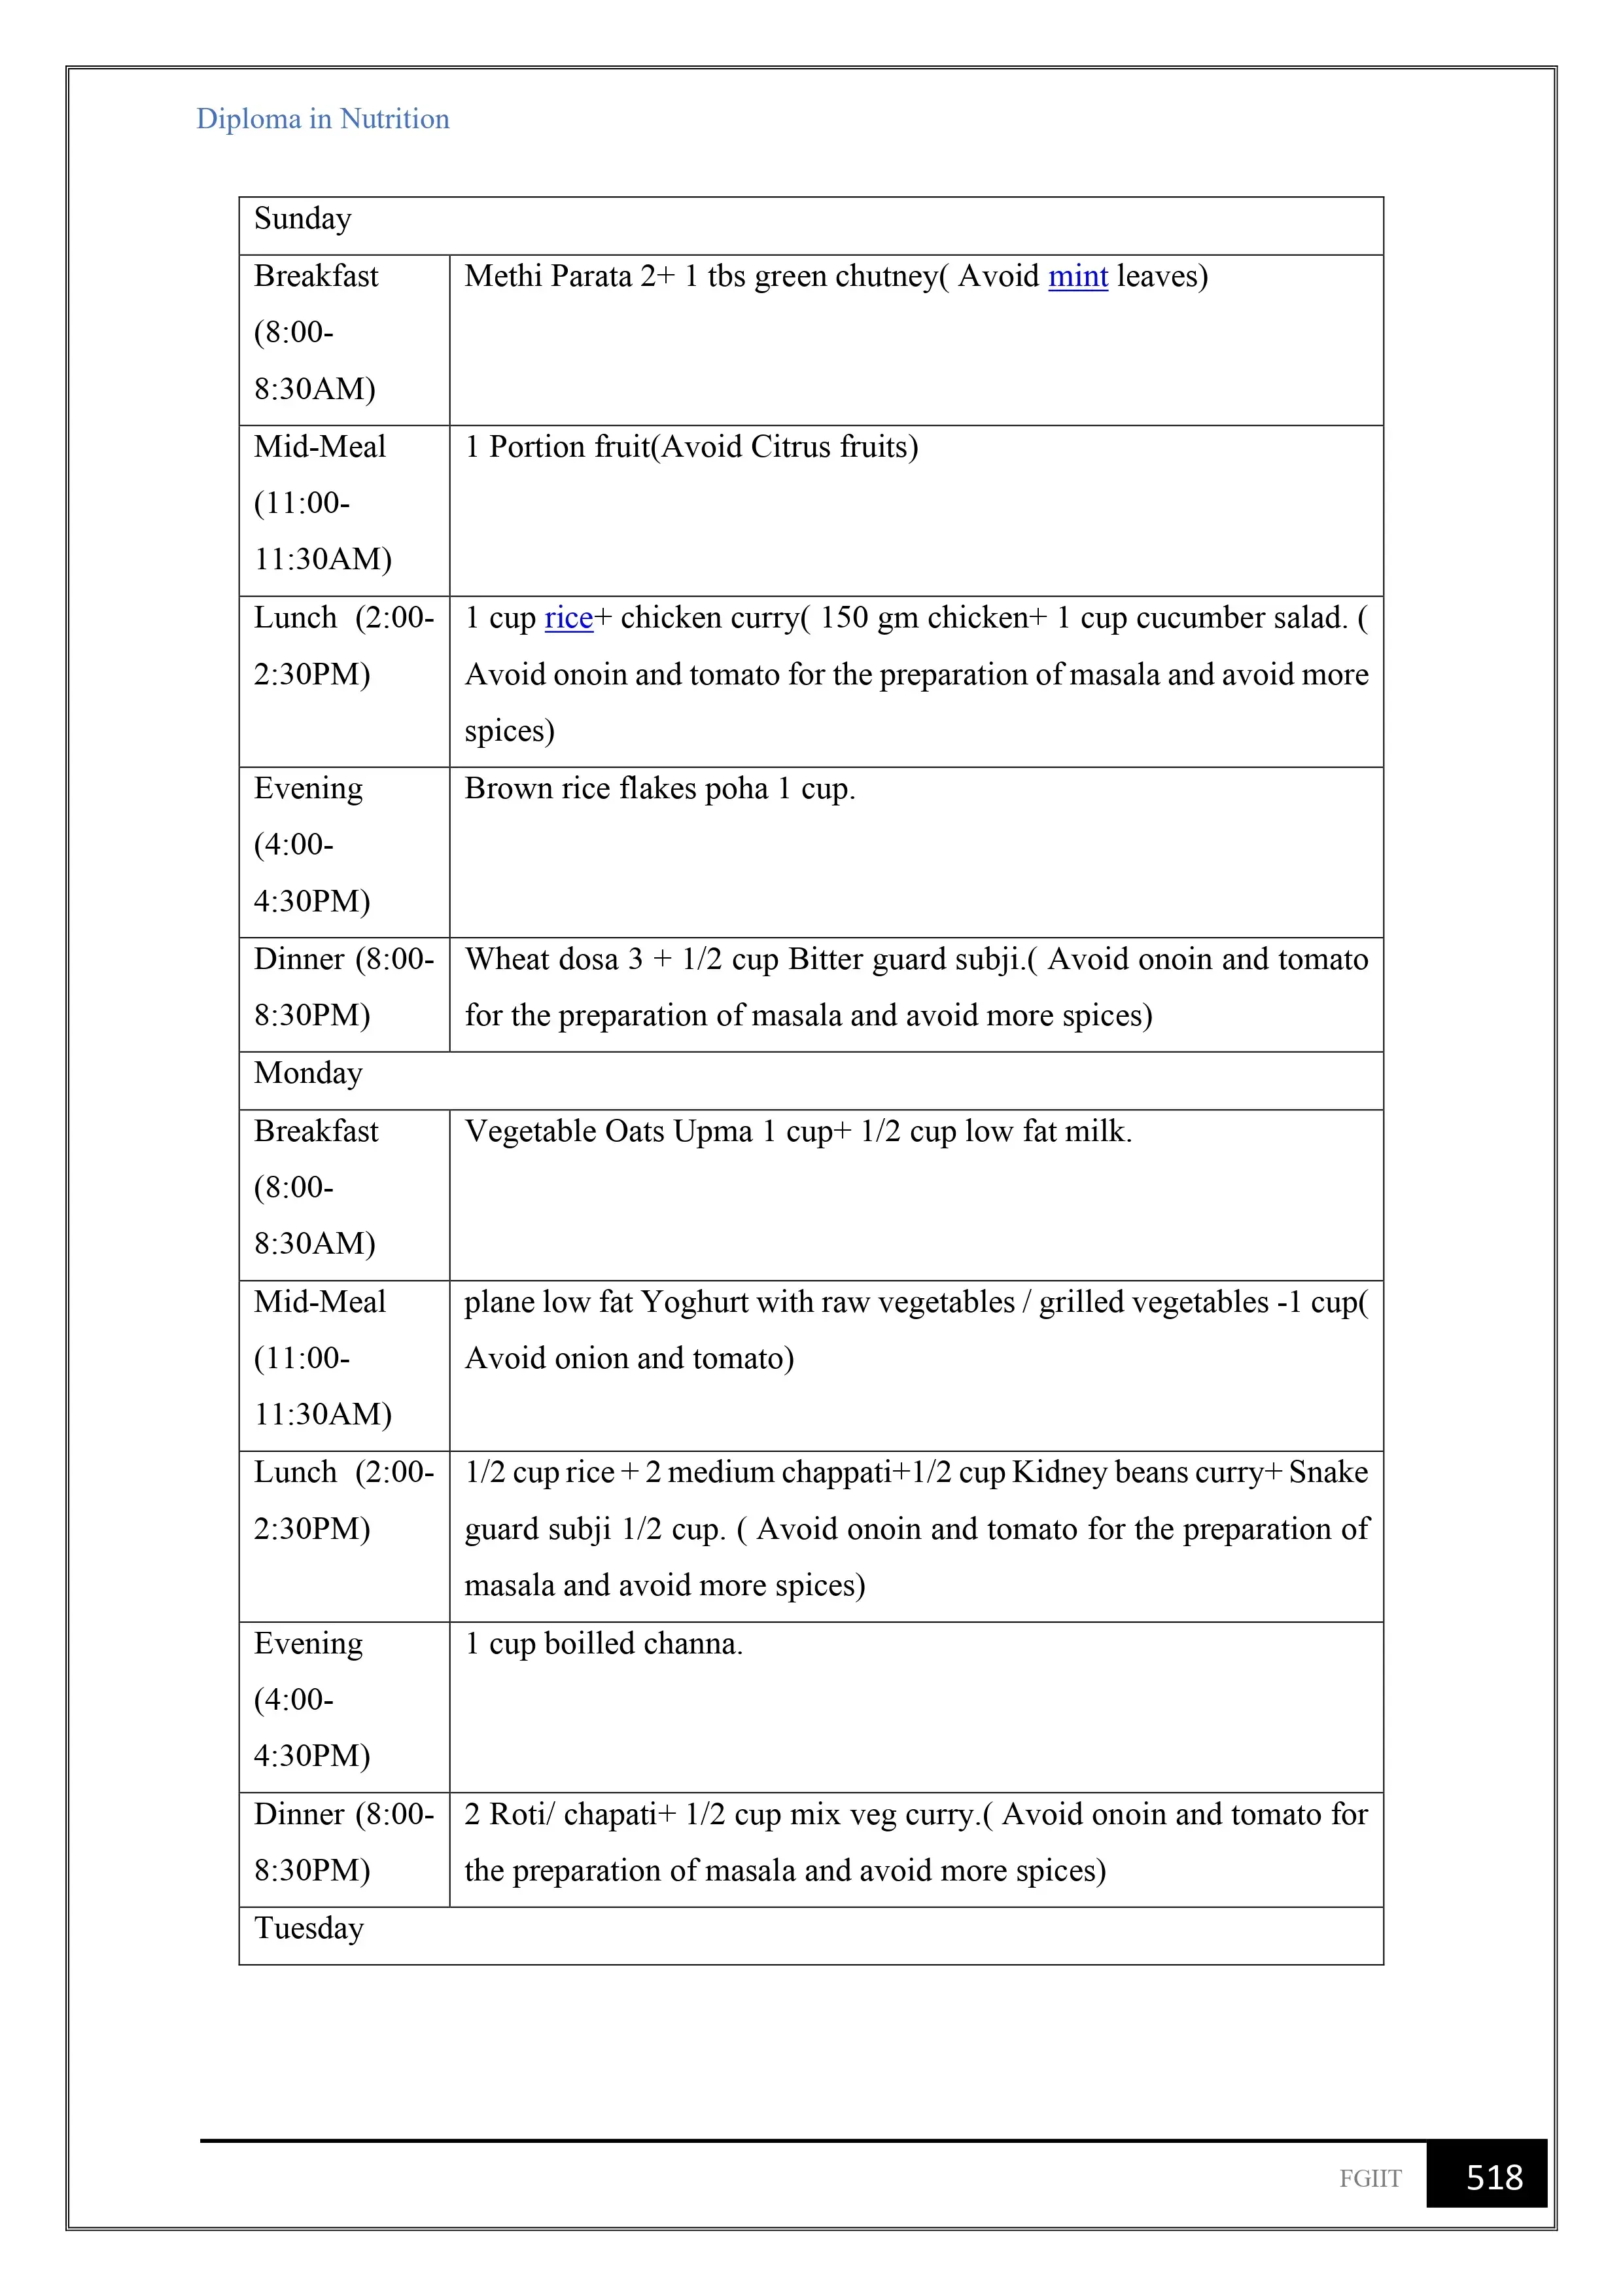 Diploma in Nutrition
Sunday
Breakfast
(8:00-
8:30AM)
Methi Parata 2+ 1 tbs green chutney( Avoid mint leaves)
Mid-Meal
(11:00-
11:30AM)
1 Portion fruit(Avoid Citrus fruits)
Lunch (2:00-
2:30PM)
1 cup rice+ chicken curry( 150 gm chicken+ 1 cup cucumber salad. (
Avoid onoin and tomato for the preparation of masala and avoid more
spices)
Evening
(4:00-
4:30PM)
Brown rice flakes poha 1 cup.
Dinner (8:00-
8:30PM)
Wheat dosa 3 + 1/2 cup Bitter guard subji.( Avoid onoin and tomato
for the preparation of masala and avoid more spices)
Monday
Breakfast
(8:00-
8:30AM)
Vegetable Oats Upma 1 cup+ 1/2 cup low fat milk.
Mid-Meal
(11:00-
11:30AM)
plane low fat Yoghurt with raw vegetables / grilled vegetables -1 cup(
Avoid onion and tomato)
Lunch (2:00-
2:30PM)
1/2 cup rice + 2 medium chappati+1/2 cup Kidney beans curry+ Snake
guard subji 1/2 cup. ( Avoid onoin and tomato for the preparation of
masala and avoid more spices)
Evening
(4:00-
4:30PM)
1 cup boilled channa.
Dinner (8:00-
8:30PM)
2 Roti/ chapati+ 1/2 cup mix veg curry.( Avoid onoin and tomato for
the preparation of masala and avoid more spices)
Tuesday
FGIIT 518